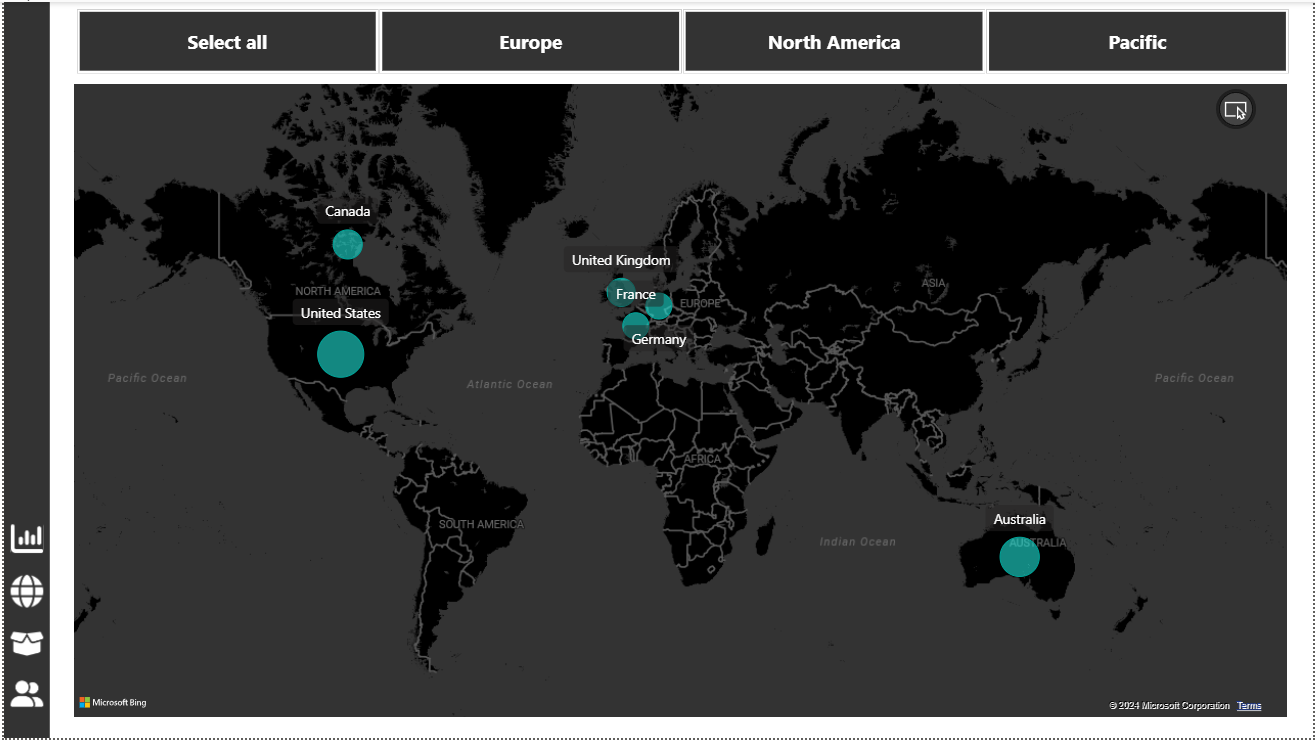 Select all
Europe
North America
Pacific
Canada
United Kingdom
ASIA
NORTH AMERICA
France
EUROPE
United States
Germany
Pacific Ocean
Atlantic Ocean
Pacific Ocean
AFRICA
Australia
SOUTH AMERICA
Indian Ocean
AUSTRALIA
Microsoft Bing
© 2024 Microsoft Corporation Terms